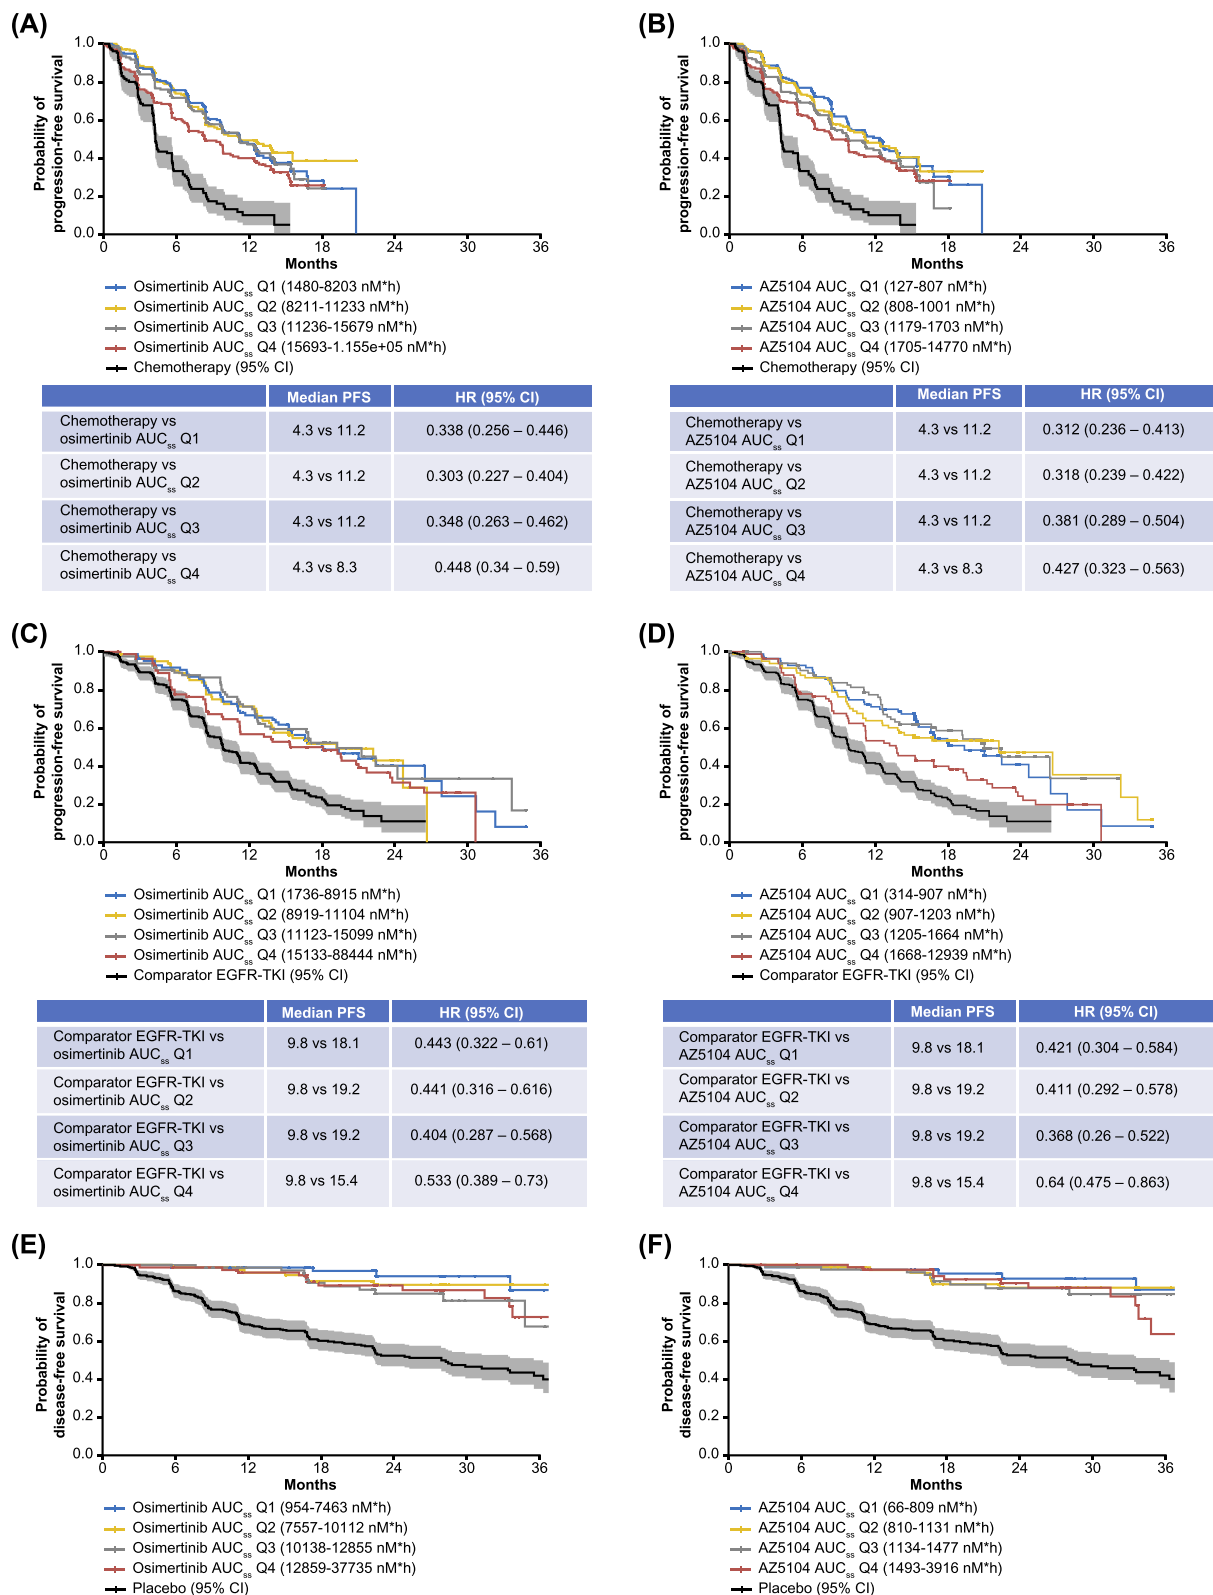 (A)
Probability of
progression-free survival
1.0
0.8
0.6
0.4
0.2
0.0
0
6
12
18
24
30
36
Months
Osimertinib AUCss Q1 (1480-8203 nM*h)
Osimertinib AUCss Q2 (8211-11233 nM*h)
Osimertinib AUCss Q3 (11236-15679 nM*h)
Osimertinib AUCss Q4 (15693-1.155e+05 nM*h)
Chemotherapy (95% CI)
Median PFS HR (95% CI)
Chemotherapy vs
osimertinib AUCss Q1 4.3 vs 11.2 0.338 (0.256 – 0.446)
Chemotherapy vs
osimertinib AUCss Q2 4.3 vs 11.2 0.303 (0.227 – 0.404)
Chemotherapy vs
osimertinib AUCss Q3 4.3 vs 11.2 0.348 (0.263 – 0.462)
Chemotherapy vs
osimertinib AUCss Q4 4.3 vs 8.3 0.448 (0.34 – 0.59)
(B)
Probability of
progression-free survival
1.0
0.8
0.6
0.4
0.2
0.0
0
6
12
18
24
30
36
Months
AZ5104 AUCss Q1 (127-807 nM*h)
AZ5104 AUCss Q2 (808-1001 nM*h)
AZ5104 AUCss Q3 (1179-1703 nM*h)
AZ5104 AUCss Q4 (1705-14770 nM*h)
Chemotherapy (95% CI)
Median PFS HR (95% CI)
Chemotherapy vs
AZ5104 AUCss Q1 4.3 vs 11.2 0.312 (0.236 – 0.413)
Chemotherapy vs
AZ5104 AUCss Q2 4.3 vs 11.2 0.318 (0.239 – 0.422)
Chemotherapy vs
AZ5104 AUCss Q3 4.3 vs 11.2 0.381 (0.289 – 0.504)
Chemotherapy vs
AZ5104 AUCss Q4 4.3 vs 8.3 0.427 (0.323 – 0.563)
(C)
Probability of
progression-free survival
1.0
0.8
0.6
0.4
0.2
0.0
0
6
12
18
24
30
36
Months
Osimertinib AUCss Q1 (1736-8915 nM*h)
Osimertinib AUCss Q2 (8919-11104 nM*h)
Osimertinib AUCss Q3 (11123-15099 nM*h)
Osimertinib AUCss Q4 (15133-88444 nM*h)
Comparator EGFR-TKI (95% CI)
Median PFS HR (95% CI)
Comparator EGFR-TKI vs
osimertinib AUCss Q1 9.8 vs 18.1 0.443 (0.322 – 0.61)
Comparator EGFR-TKI vs
osimertinib AUCss Q2 9.8 vs 19.2 0.441 (0.316 – 0.616)
Comparator EGFR-TKI vs
osimertinib AUCss Q3 9.8 vs 19.2 0.404 (0.287 – 0.568)
Comparator EGFR-TKI vs
osimertinib AUCss Q4 9.8 vs 15.4 0.533 (0.389 – 0.73)
(D)
Probability of
progression-free survival
1.0
0.8
0.6
0.4
0.2
0.0
0
6
12
18
24
30
36
Months
AZ5104 AUCss Q1 (314-907 nM*h)
AZ5104 AUCss Q2 (907-1203 nM*h)
AZ5104 AUCss Q3 (1205-1664 nM*h)
AZ5104 AUCss Q4 (1668-12939 nM*h)
Comparator EGFR-TKI (95% CI)
Median PFS HR (95% CI)
Comparator EGFR-TKI vs
AZ5104 AUCss Q1 9.8 vs 18.1 0.421 (0.304 – 0.584)
Comparator EGFR-TKI vs
AZ5104 AUCss Q2 9.8 vs 19.2 0.411 (0.292 – 0.578)
Comparator EGFR-TKI vs
AZ5104 AUCss Q3 9.8 vs 19.2 0.368 (0.26 – 0.522)
Comparator EGFR-TKI vs
AZ5104 AUCss Q4 9.8 vs 15.4 0.64 (0.475 – 0.863)
(E)
Probability of
disease-free survival
1.0
0.8
0.6
0.4
0.2
0.0
0
6
12
18
24
30
36
Months
Osimertinib AUCss Q1 (954-7463 nM*h)
Osimertinib AUCss Q2 (7557-10112 nM*h)
Osimertinib AUCss Q3 (10138-12855 nM*h)
Osimertinib AUCss Q4 (12859-37735 nM*h)
Placebo (95% CI)
(F)
Probability of
disease-free survival
1.0
0.8
0.6
0.4
0.2
0.0
0
6
12
18
24
30
36
Months
AZ5104 AUCss Q1 (66-809 nM*h)
AZ5104 AUCss Q2 (810-1131 nM*h)
AZ5104 AUCss Q3 (1134-1477 nM*h)
AZ5104 AUCss Q4 (1493-3916 nM*h)
Placebo (95% CI)